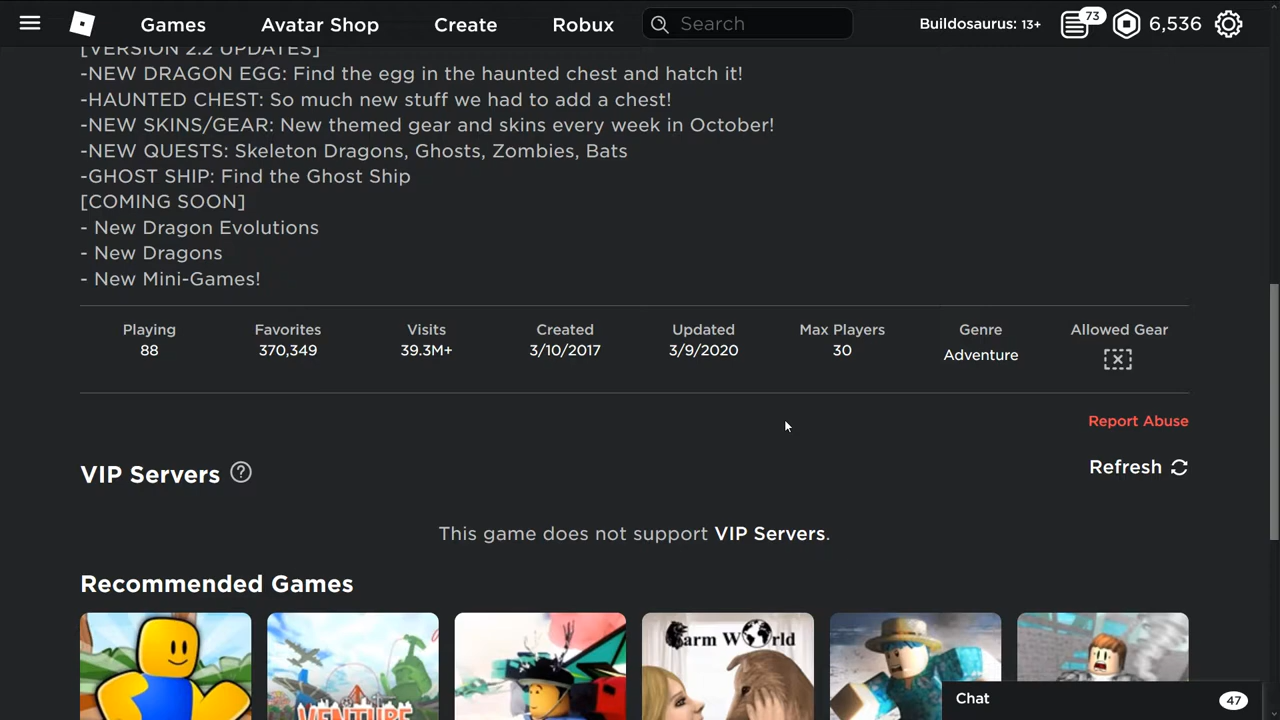 Games Avatar Shop Create Robux Search Buildosaurus: 13+ 73 6,536
[VERSION 2.2 UPDATES]
-NEW DRAGON EGG: Find the egg in the haunted chest and hatch it!
-HAUNTED CHEST: So much new stuff we had to add a chest!
-NEW SKINS/GEAR: New themed gear and skins every week in October!
-NEW QUESTS: Skeleton Dragons, Ghosts, Zombies, Bats
-GHOST SHIP: Find the Ghost Ship
[COMING SOON]
- New Dragon Evolutions
- New Dragons
- New Mini-Games!
Playing Favorites Visits Created Updated Max Players Genre Allowed Gear
88 370,349 39.3M+ 3/10/2017 3/9/2020 30 Adventure
Report Abuse
VIP Servers Refresh
This game does not support VIP Servers.
Recommended Games
arm World
VENTURE
Chat 47